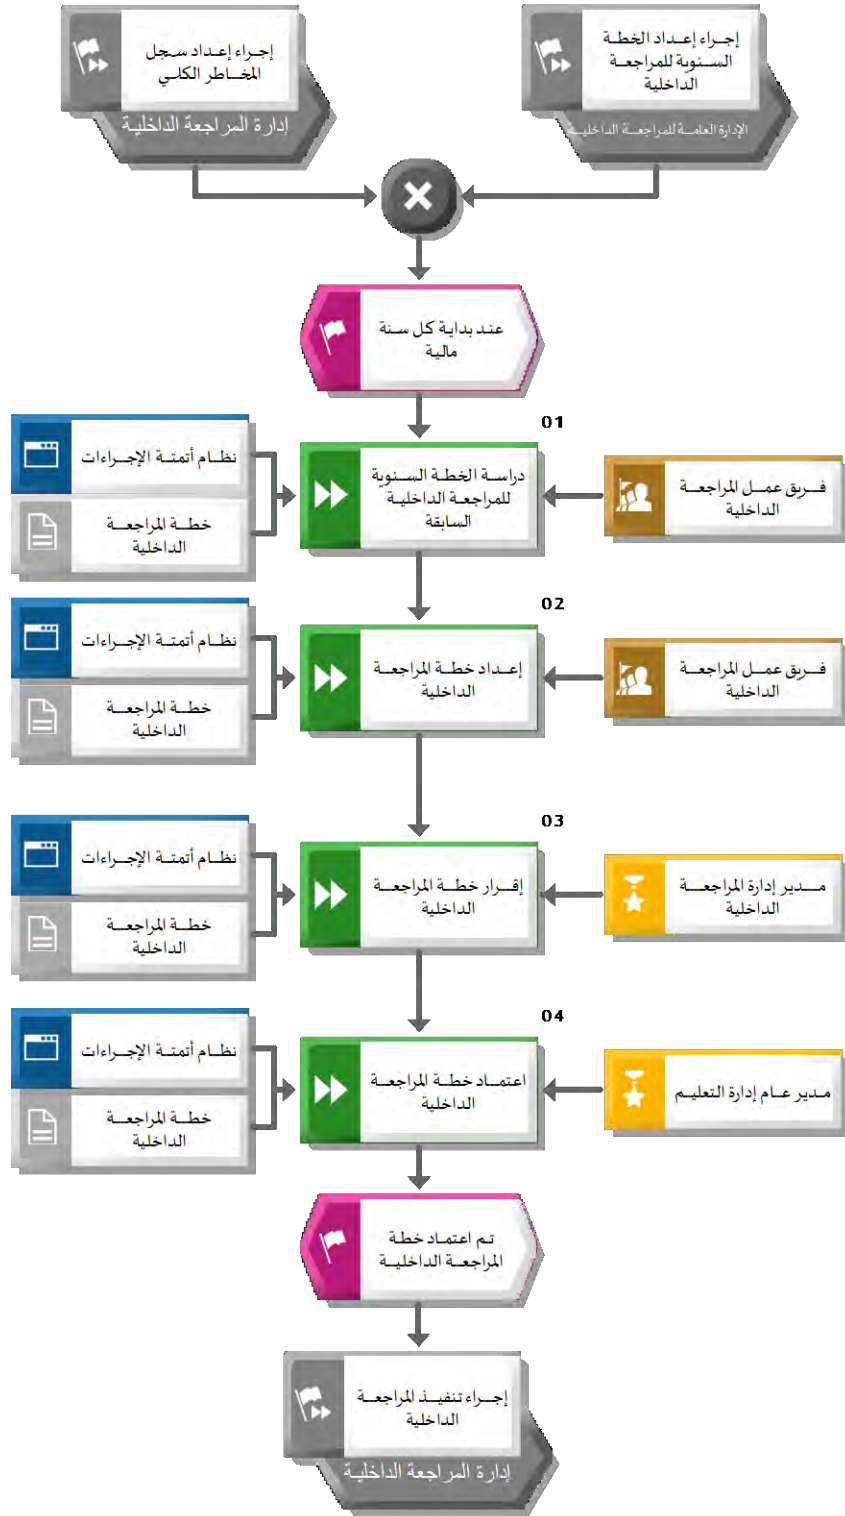 إجراء إعداد الخطة
السنوية للمراجعة
الداخلية
الإدارة العامة للمراجعة الداخلية
إجراء إعداد سجل
المخاطر الكلي
إدارة المراجعة الداخلية
عند بداية كل سنة
مالية
01
فريق عمل المراجعة
الداخلية
دراسة الخطة السنوية
للمراجعة الداخلية
السابقة
نظام أتمتة الإجراءات
خطة المراجعة
الداخلية
02
فريق عمل المراجعة
الداخلية
إعداد خطة المراجعة
الداخلية
نظام أتمتة الإجراءات
خطة المراجعة
الداخلية
03
مدير إدارة المراجعة
الداخلية
إقرار خطة المراجعة
الداخلية
نظام أتمتة الإجراءات
خطة المراجعة
الداخلية
04
مدير عام إدارة التعليم
اعتماد خطة المراجعة
الداخلية
نظام أتمتة الإجراءات
خطة المراجعة
الداخلية
تم اعتماد خطة
المراجعة الداخلية
إجراء تنفيذ المراجعة
الداخلية
إدارة المراجعة الداخلية